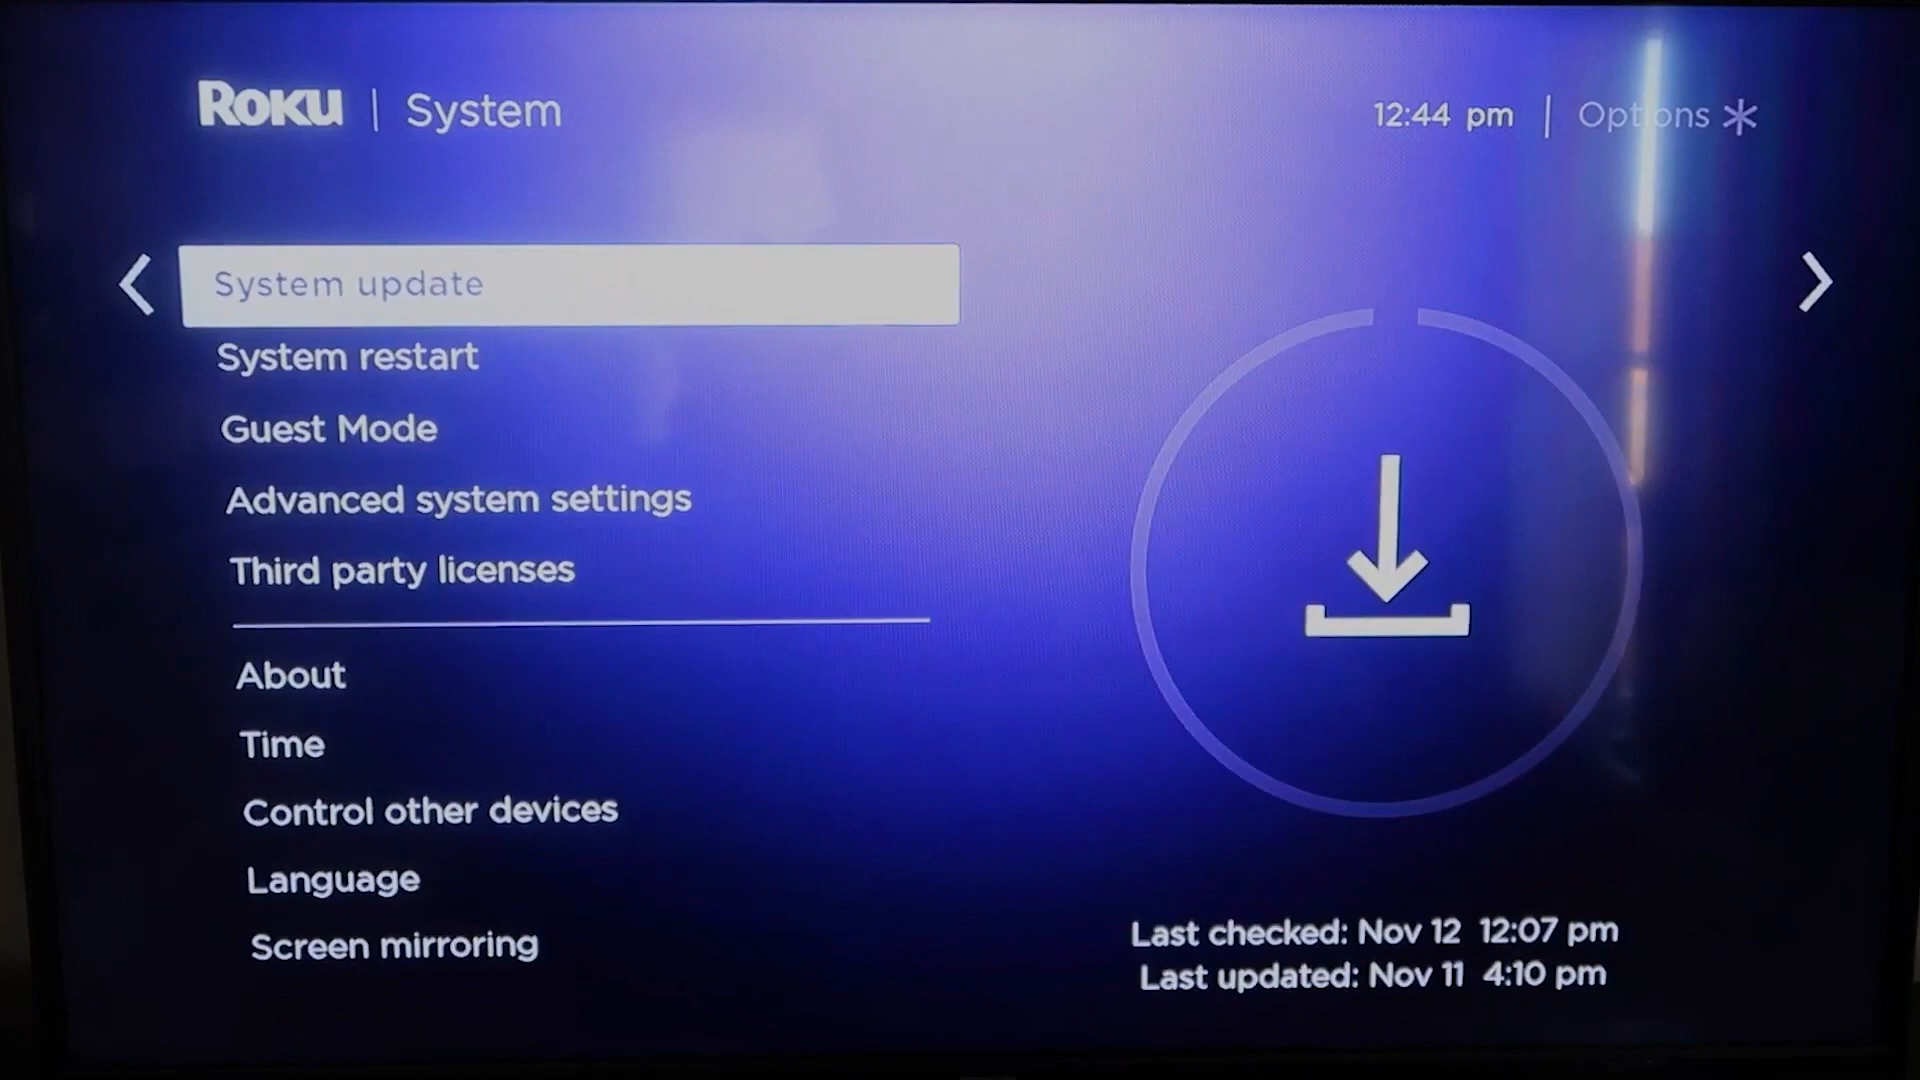 Roku | System
12:44 pm | Options *
System update
System restart
Guest Mode
Advanced system settings
Third party licenses
About
Time
Control other devices
Language
Screen mirroring
Last checked: Nov 12 12:07 pm
Last updated: Nov 11 4:10 pm